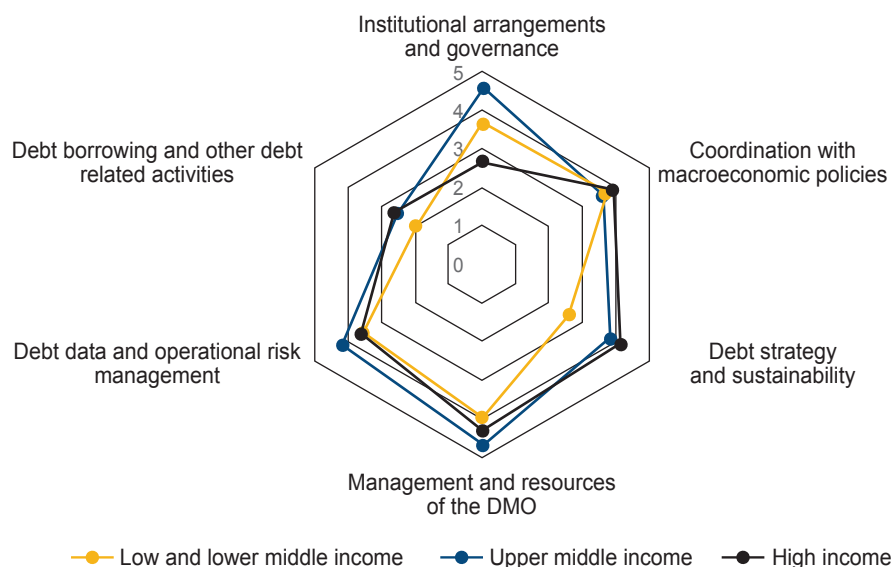 Institutional arrangements
and governance
5
4
3
2
1
0
Coordination with
macroeconomic policies
Debt strategy
and sustainability
Management and resources
of the DMO
Debt data and operational risk
management
Debt borrowing and other debt
related activities
Low and lower middle income
Upper middle income
High income